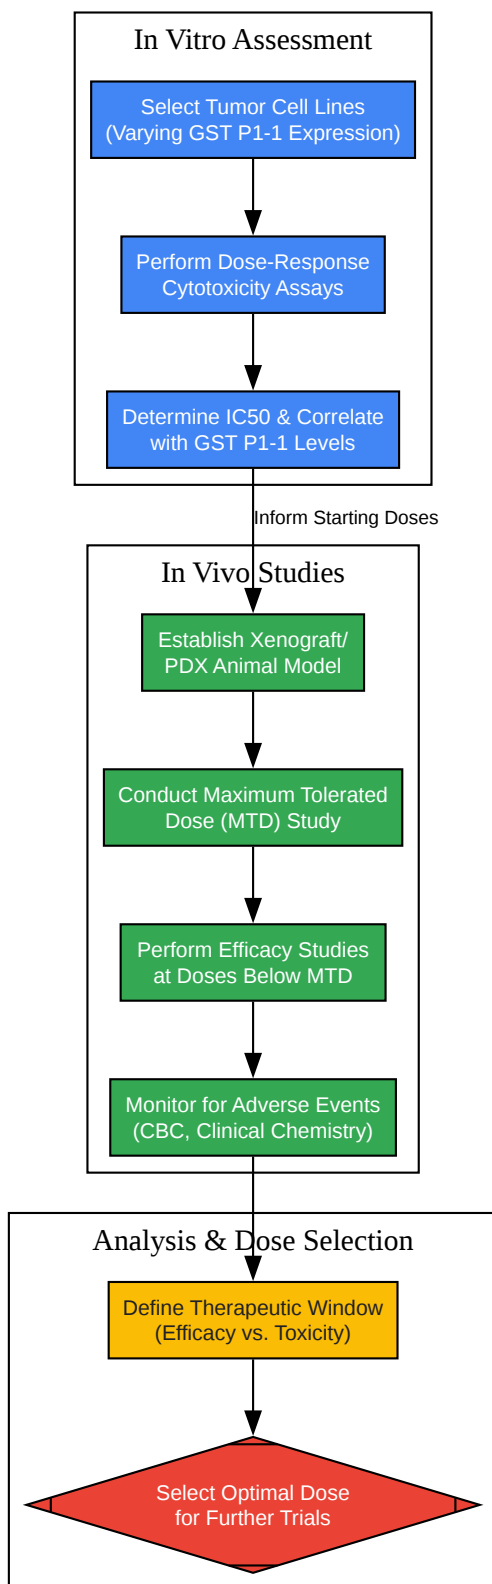 In Vitro Assessment
Select Tumor Cell Lines
(Varying GST P1-1 Expression)
Perform Dose-Response
Cytotoxicity Assays
Determine IC50 & Correlate
with GST P1-1 Levels
Inform Starting Doses
In Vivo Studies
Establish Xenograft/
PDX Animal Model
Conduct Maximum Tolerated
Dose (MTD) Study
Perform Efficacy Studies
at Doses Below MTD
Monitor for Adverse Events
(CBC, Clinical Chemistry)
Analysis & Dose Selection
Define Therapeutic Window
(Efficacy vs. Toxicity)
Select Optimal Dose
for Further Trials